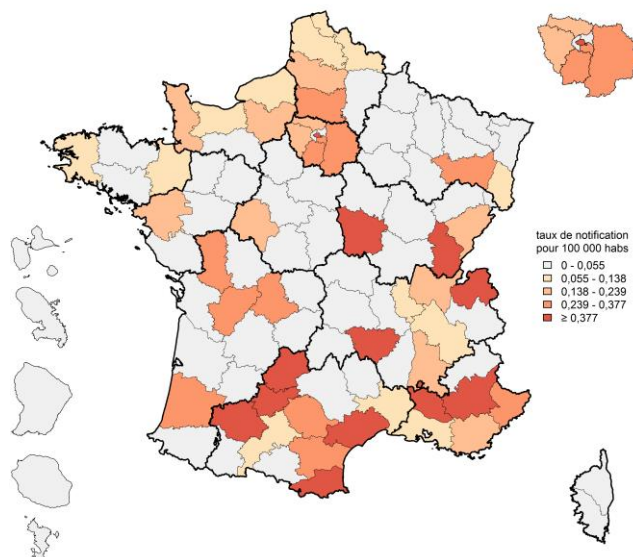 taux de notification
pour 100 000 habs
0 - 0,055
0,055 - 0,138
0,138 - 0,239
0,239 - 0,377
≥ 0,377